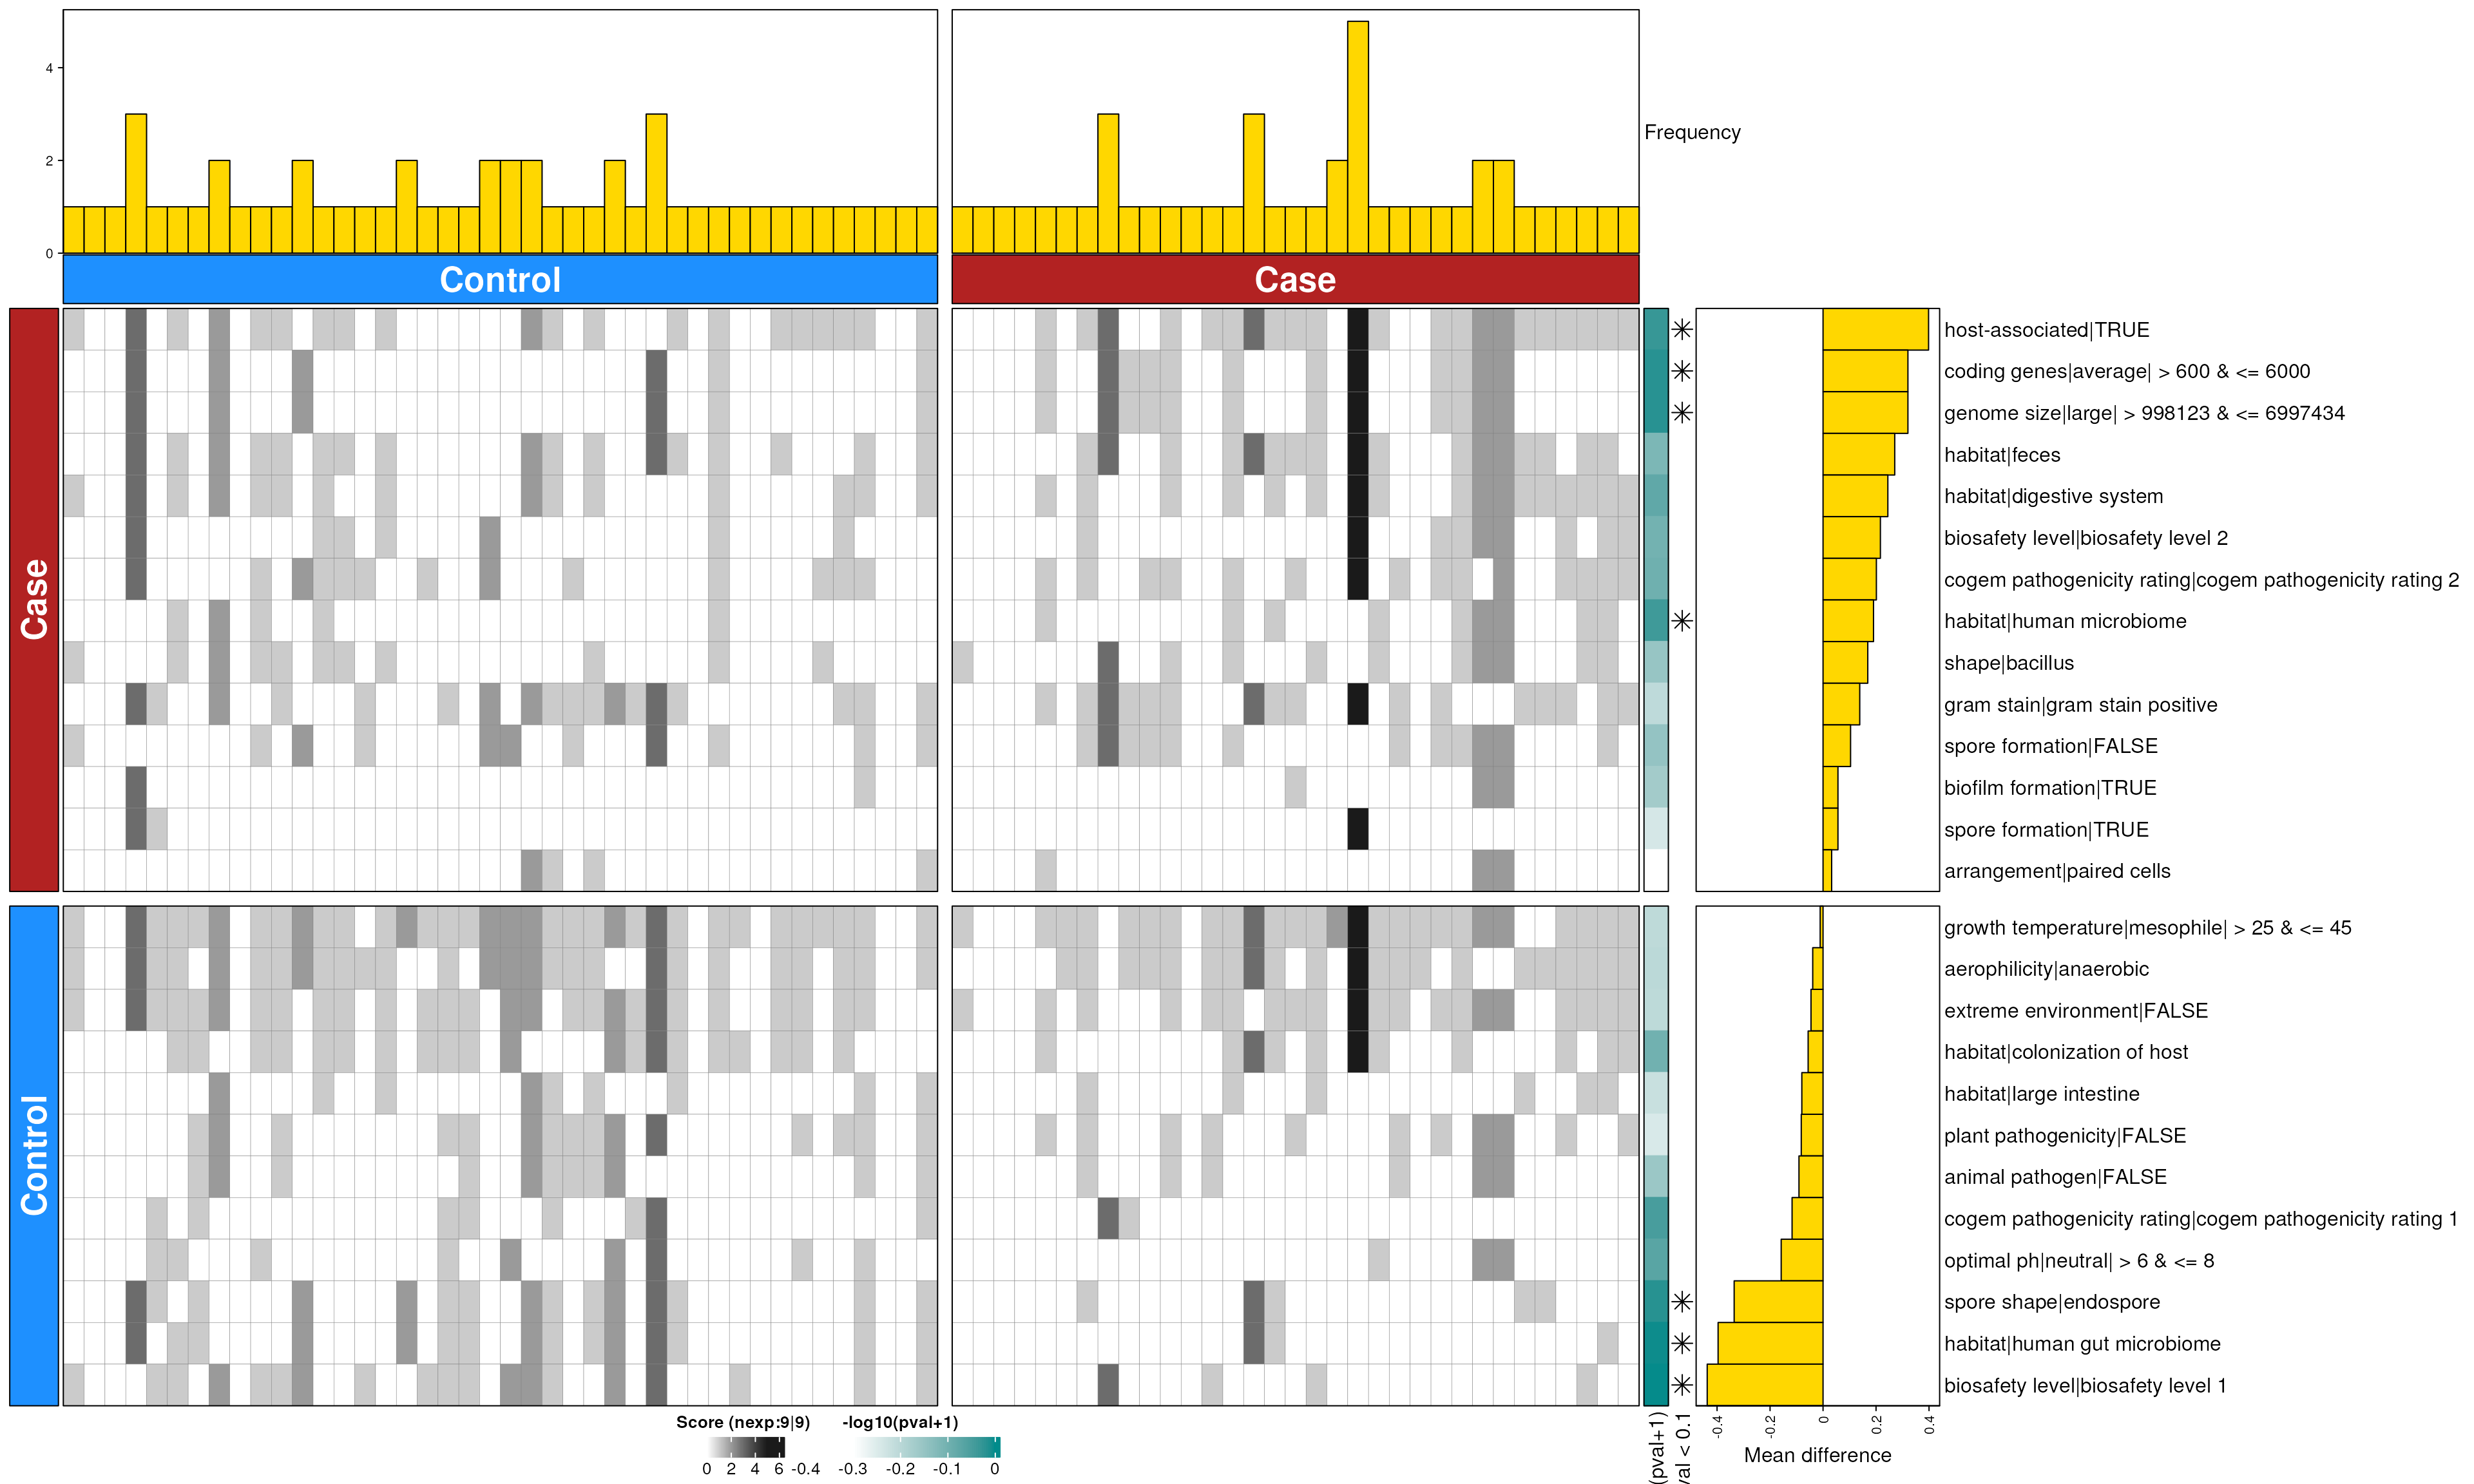 4
2
0
Frequency
Control
Case
Case
host-associated|TRUE
coding genes|average| > 600 & <= 6000
genome size|large| > 998123 & <= 6997434
habitat|feces
habitat|digestive system
biosafety level|biosafety level 2
cogem pathogenicity rating|cogem pathogenicity rating 2
habitat|human microbiome
shape|bacillus
gram stain|gram stain positive
spore formation|FALSE
biofilm formation|TRUE
spore formation|TRUE
arrangement|paired cells
Control
growth temperature|mesophile| > 25 & <= 45
aerophilicity|anaerobic
extreme environment|FALSE
habitat|colonization of host
habitat|large intestine
plant pathogenicity|FALSE
animal pathogen|FALSE
cogem pathogenicity rating|cogem pathogenicity rating 1
optimal ph|neutral| > 6 & <= 8
spore shape|endospore
habitat|human gut microbiome
biosafety level|biosafety level 1
(pval+1)
val < 0.1
-0.4 -0.2 0 0.2 0.4
Mean difference
Score (nexp:9|9)
0 2 4 6
-log10(pval+1)
-0.4 -0.3 -0.2 -0.1 0